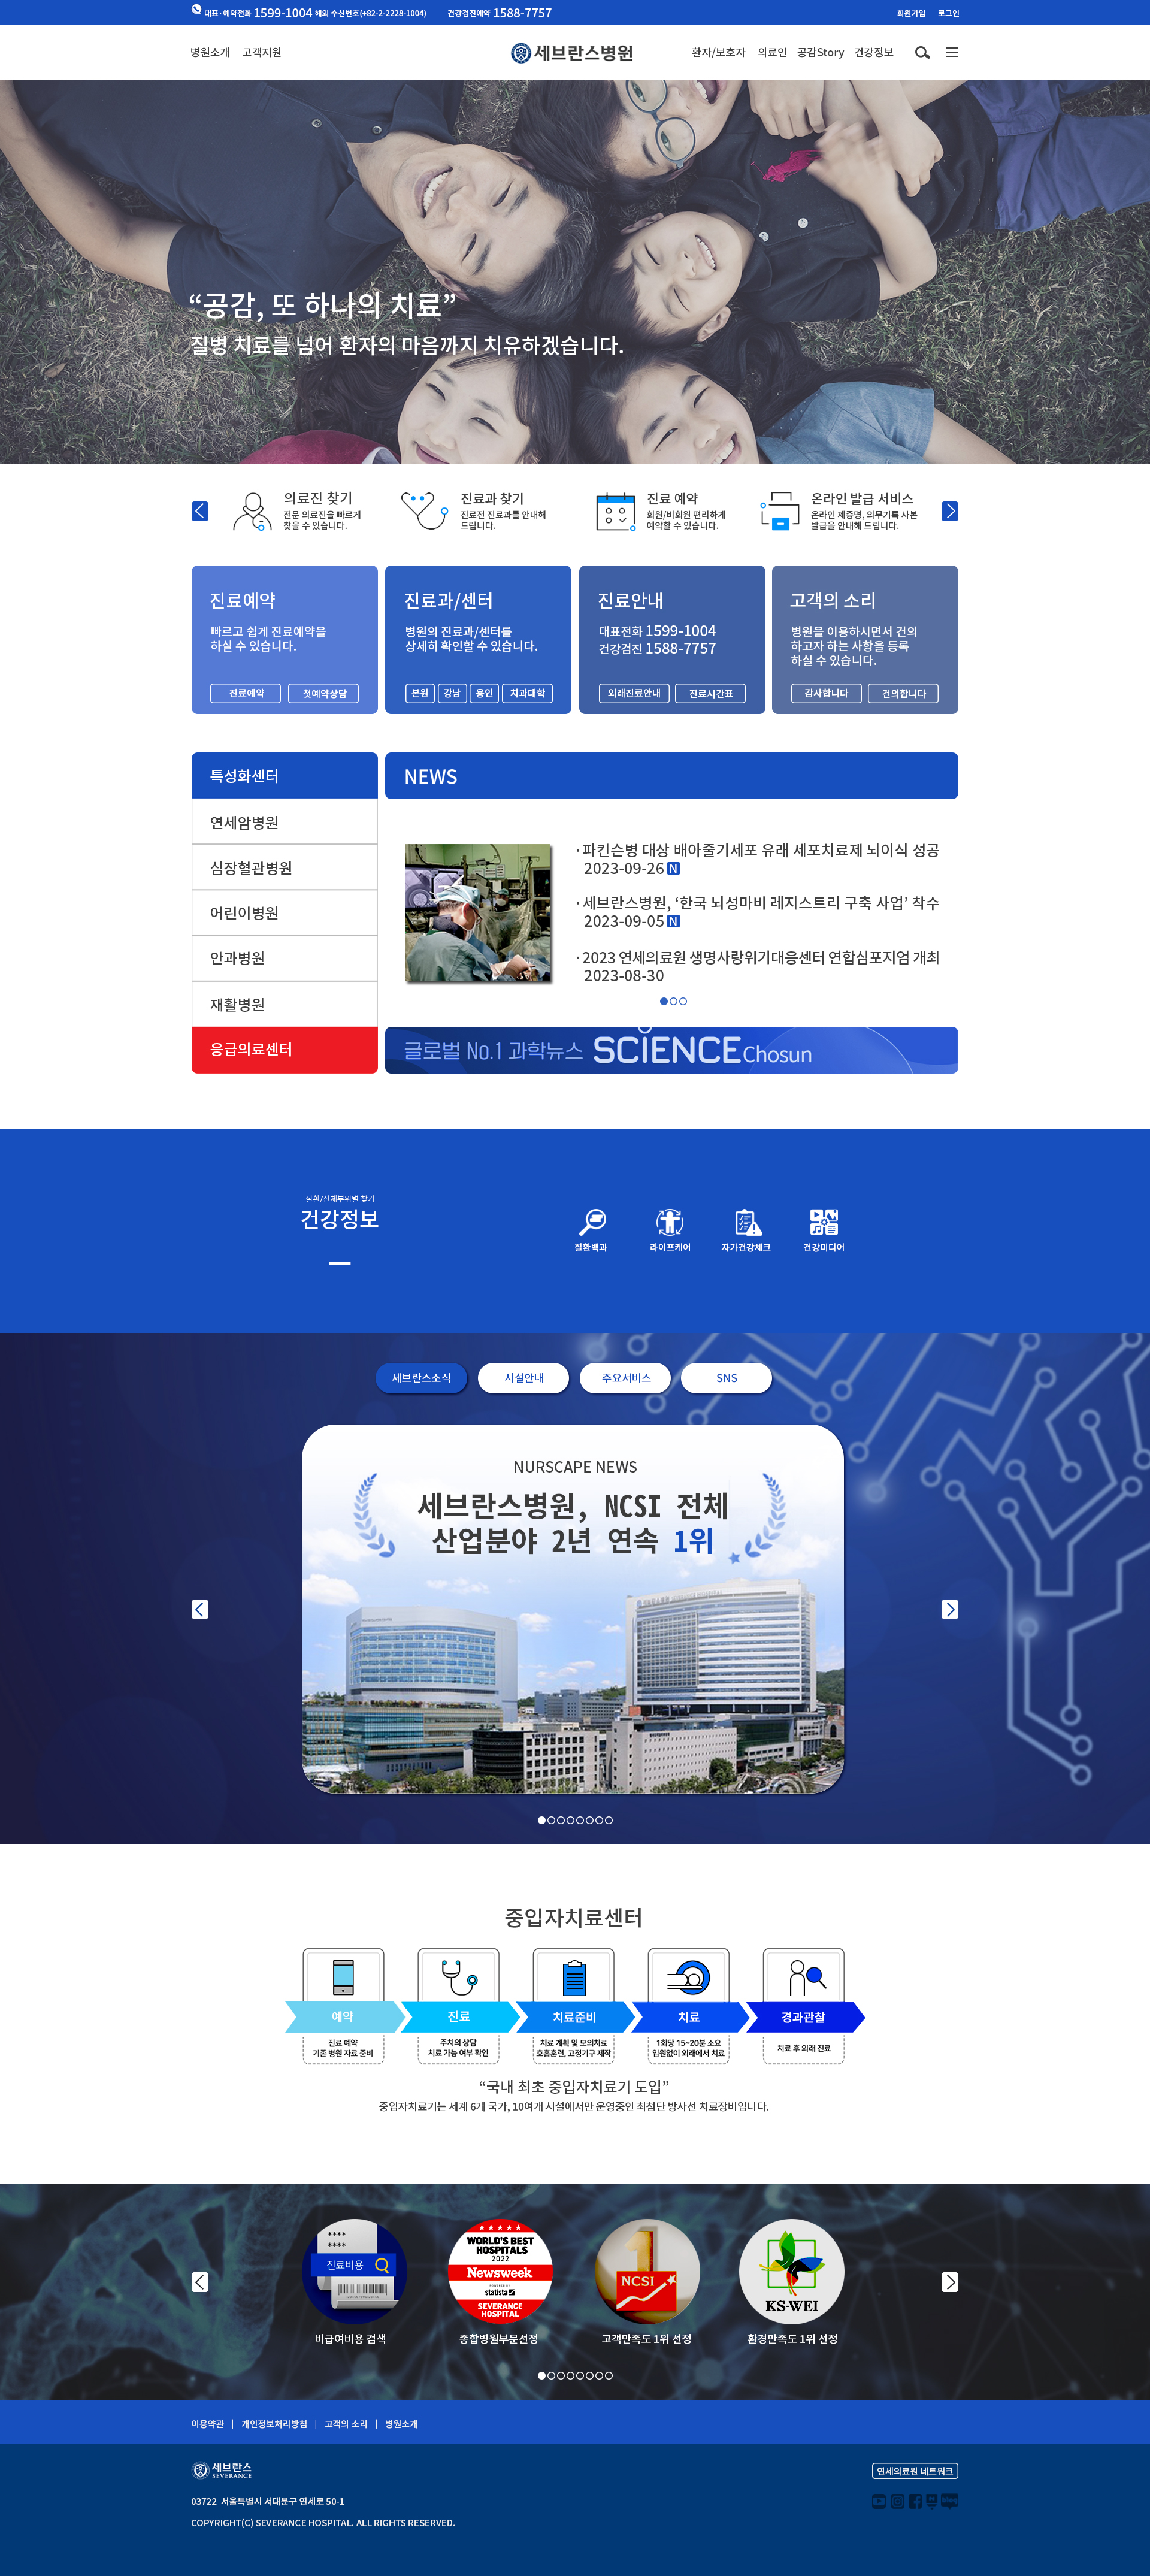 대표·예약전화 1599-1004 해외 수신번호(+82-2-2228-1004) 건강검진예약 1588-7757 회원가입 로그인
병원소개 고객지원 세브란스병원 환자/보호자 의료인 공감Story 건강정보
“공감, 또 하나의 치료”
질병 치료를 넘어 환자의 마음까지 치유하겠습니다.
의료진 찾기
전문 의료진을 빠르게
찾을 수 있습니다.
진료과 찾기
진료전 진료과를 안내해
드립니다.
진료 예약
회원/비회원 편리하게
예약할 수 있습니다.
온라인 발급 서비스
온라인 제증명, 의무기록 사본
발급을 안내해 드립니다.
진료예약
빠르고 쉽게 진료예약을
하실 수 있습니다.
진료예약 첫예약상담
진료과/센터
병원의 진료과/센터를
상세히 확인할 수 있습니다.
본원 강남 용인 치과대학
진료안내
대표전화 1599-1004
건강검진 1588-7757
외래진료안내 진료시간표
고객의 소리
병원을 이용하시면서 건의
하고자 하는 사항을 등록
하실 수 있습니다.
감사합니다 건의합니다
특성화센터
연세암병원
심장혈관병원
어린이병원
안과병원
재활병원
응급의료센터
NEWS
·파킨슨병 대상 배아줄기세포 유래 세포치료제 뇌이식 성공
2023-09-26 N
·세브란스병원, ‘한국 뇌성마비 레지스트리 구축 사업’ 착수
2023-09-05 N
·2023 연세의료원 생명사랑위기대응센터 연합심포지엄 개최
2023-08-30
글로벌 No.1 과학뉴스 SCIENCE Chosun
질환/신체부위별 찾기
건강정보
질환백과 라이프케어 자가건강체크 건강미디어
세브란스소식 시설안내 주요서비스 SNS
NURSCAPE NEWS
세브란스병원, NCSI 전체
산업분야 2년 연속 1위
중입자치료센터
예약 진료 치료준비 치료 경과관찰
진료 예약
기존 병원 자료 준비
주치의 상담
치료 가능 여부 확인
치료 계획 및 모의치료
호흡훈련, 고정기구 제작
1회당 15~20분 소요
입원없이 외래에서 치료
치료 후 외래 진료
“국내 최초 중입자치료기 도입”
중입자치료기는 세계 6개 국가, 10여개 시설에서만 운영중인 최첨단 방사선 치료장비입니다.
****
****
진료비용
비급여비용 검색
WORLD'S BEST
HOSPITALS
2022
Newsweek
POWERED BY
statista
SEVERANCE
HOSPITAL
종합병원부문선정
1
NCSI
고객만족도 1위 선정
KS-WEI
환경만족도 1위 선정
이용약관 | 개인정보처리방침 | 고객의 소리 | 병원소개
세브란스
SEVERANCE
연세의료원 네트워크
03722 서울특별시 서대문구 연세로 50-1
COPYRIGHT(C) SEVERANCE HOSPITAL. ALL RIGHTS RESERVED.